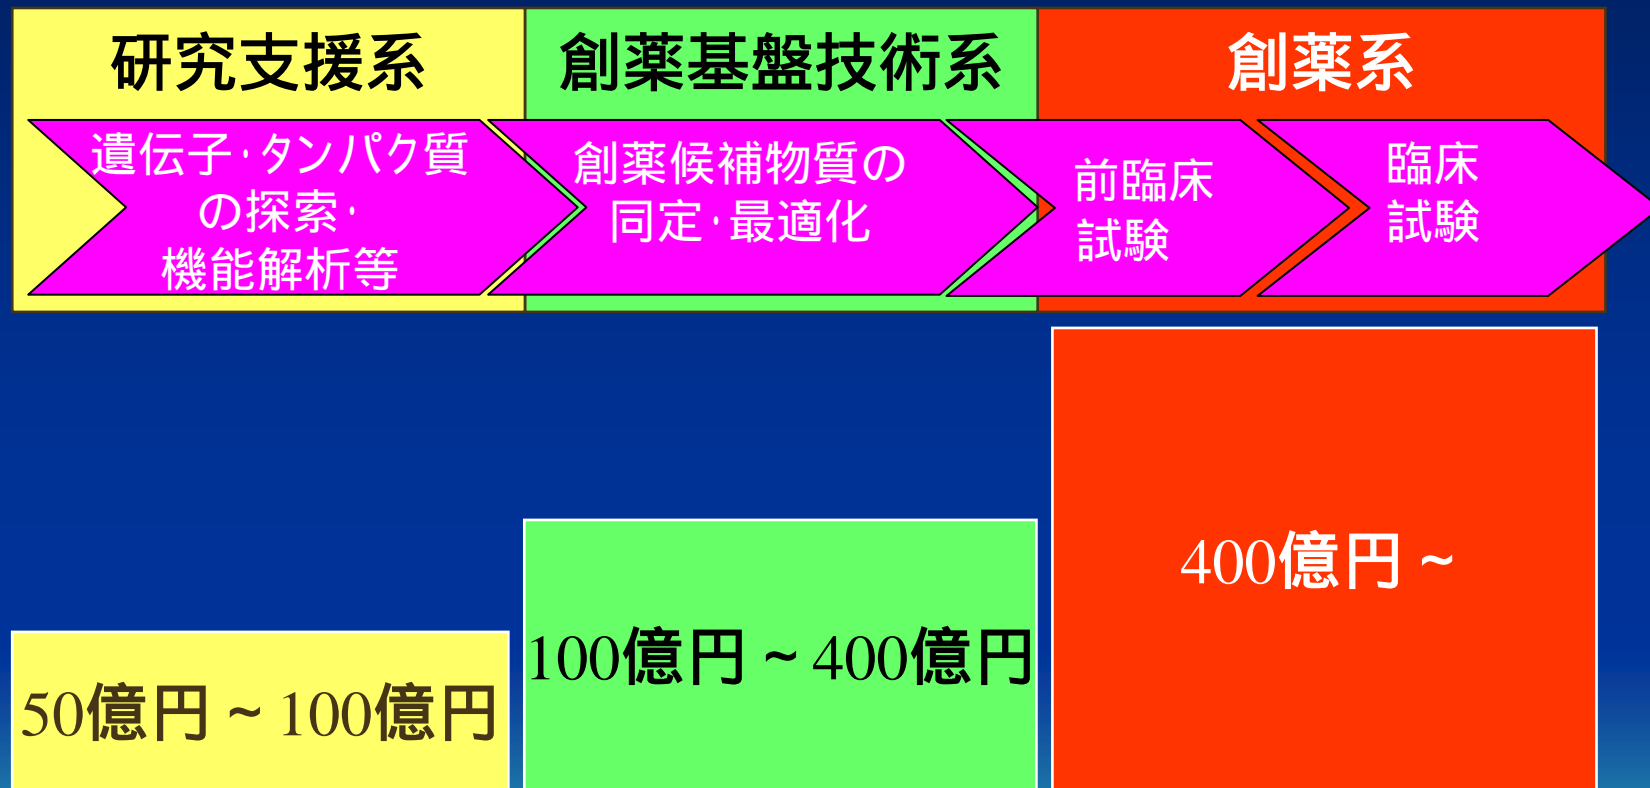 研究支援系
創薬基盤技術系
創薬系
遺伝子・タンパク質
の探索・
機能解析等
創薬候補物質の
同定・最適化
前臨床
試験
臨床
試験
400億円~
100億円~400億円
50億円~100億円